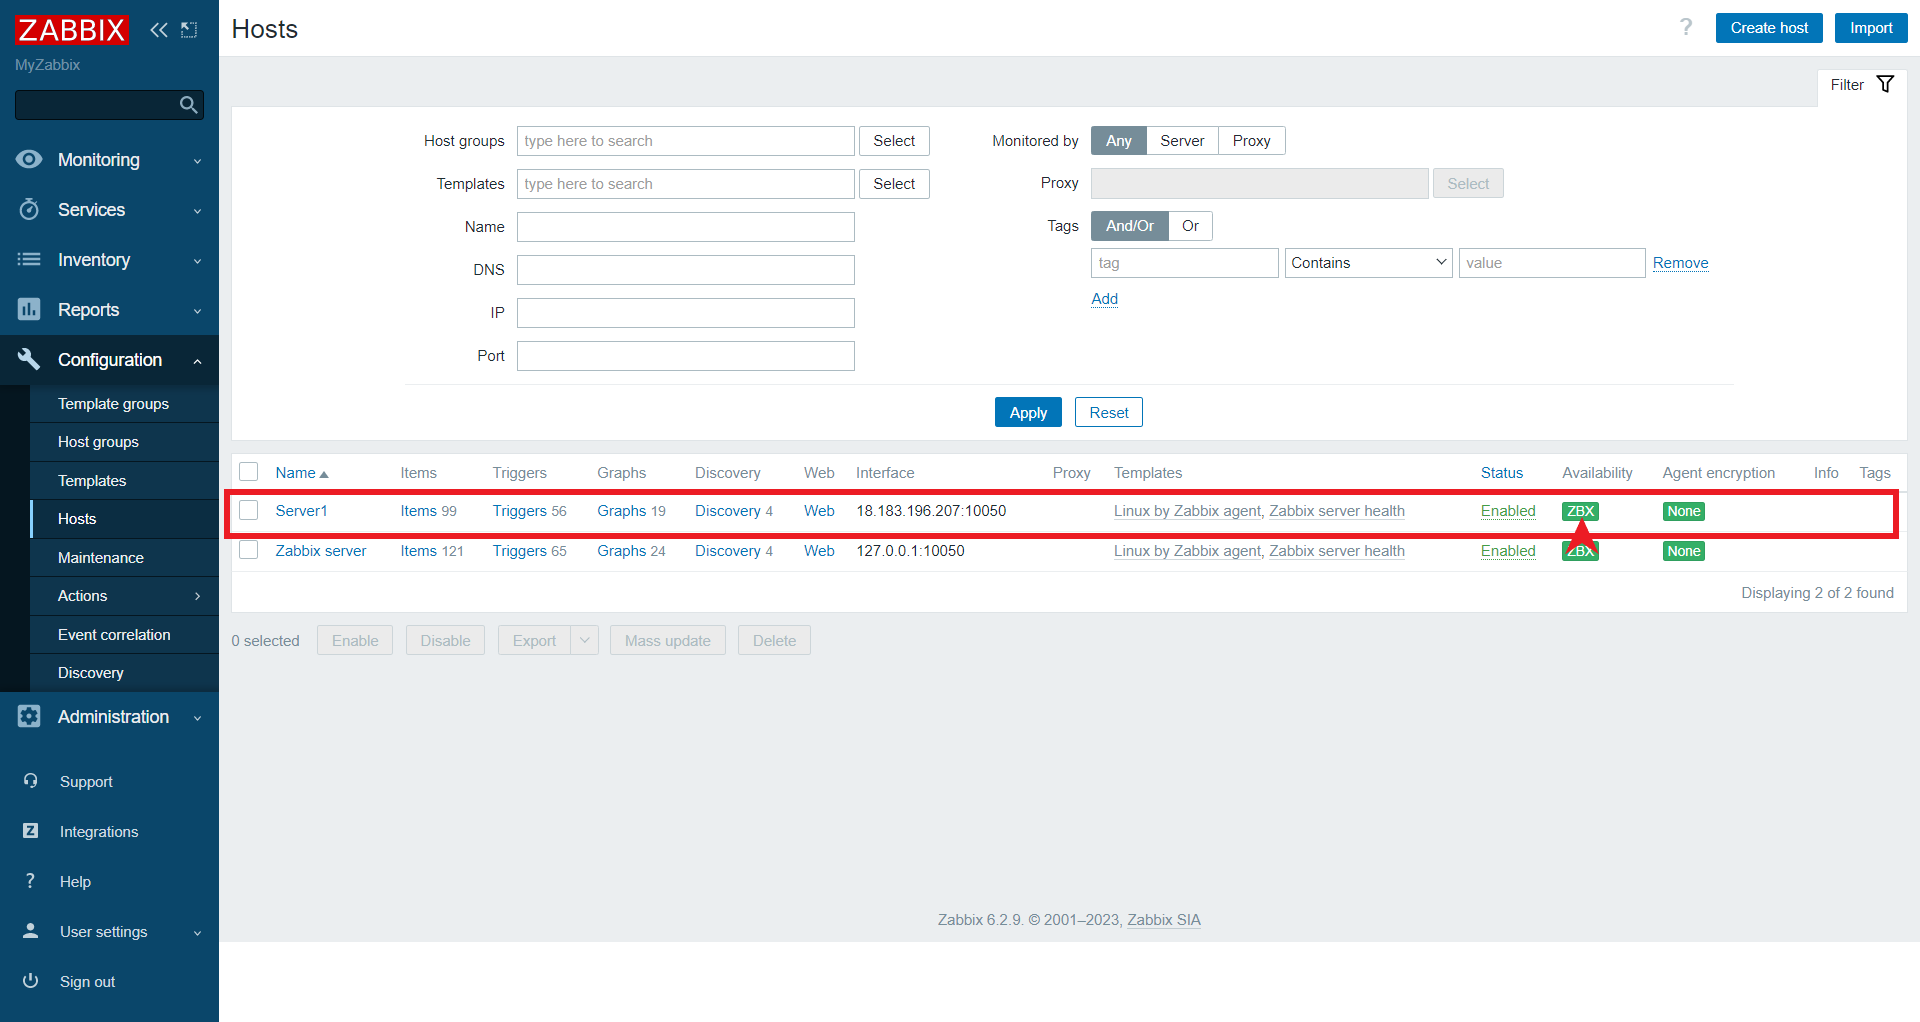 ZABBIX
MyZabbix
Monitoring
Services
Inventory
Reports
Configuration
Template groups
Host groups
Templates
Hosts
Maintenance
Actions
Event correlation
Discovery
Administration
Support
Z Integrations
? Help
User settings
Sign out
Hosts
? Create host Import
Filter
Host groups type here to search Select
Templates type here to search Select
Name
DNS
IP
Port
Monitored by Any Server Proxy
Proxy Select
Tags And/Or Or
tag Contains value Remove
Add
Apply Reset
Name Items Triggers Graphs Discovery Web Interface Proxy Templates Status Availability Agent encryption Info Tags
Server1 Items 99 Triggers 56 Graphs 19 Discovery 4 Web 18.183.196.207:10050 Linux by Zabbix agent, Zabbix server health Enabled ZBX None
Zabbix server Items 121 Triggers 65 Graphs 24 Discovery 4 Web 127.0.0.1:10050 Linux by Zabbix agent, Zabbix server health Enabled ZBX None
Displaying 2 of 2 found
0 selected Enable Disable Export Mass update Delete
Zabbix 6.2.9. © 2001–2023, Zabbix SIA